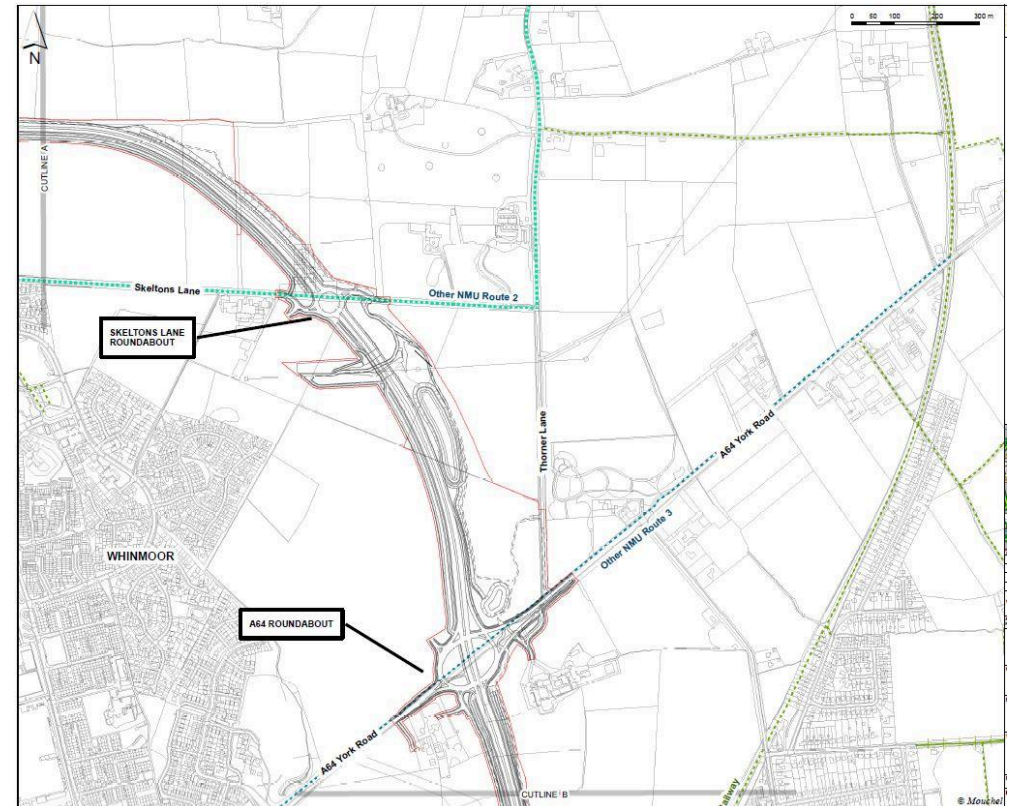 0 50 100 200 300 m
N
CUTLINE A
Skeltons Lane
Other NMU Route 2
SKELTONS LANE
ROUNDABOUT
Thorner Lane
A64 York Road
Other NMU Route 3
WHINMOOR
A64 ROUNDABOUT
A64 York Road
CUTLINE B
ailway
© Mouchel